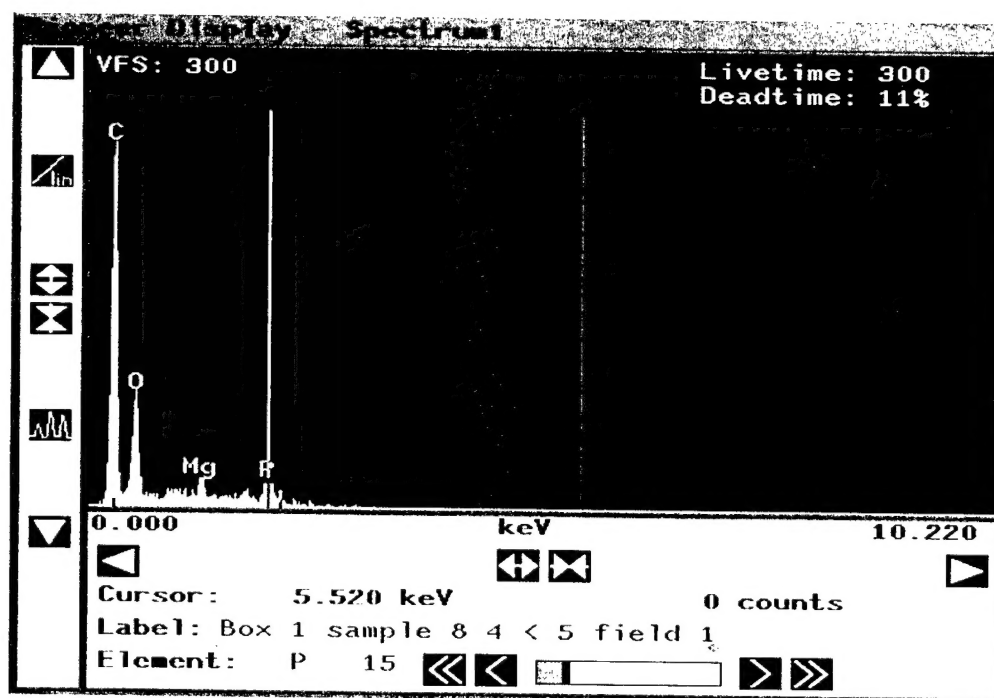 Display - Spectrum1
VFS: 300
Livetime: 300
Deadtime: 11%
C
lin
O
Mg
P
0.000 keV 10.220
Cursor: 5.520 keV 0 counts
Label: Box 1 sample 8 4 < 5 field 1
Element: P 15